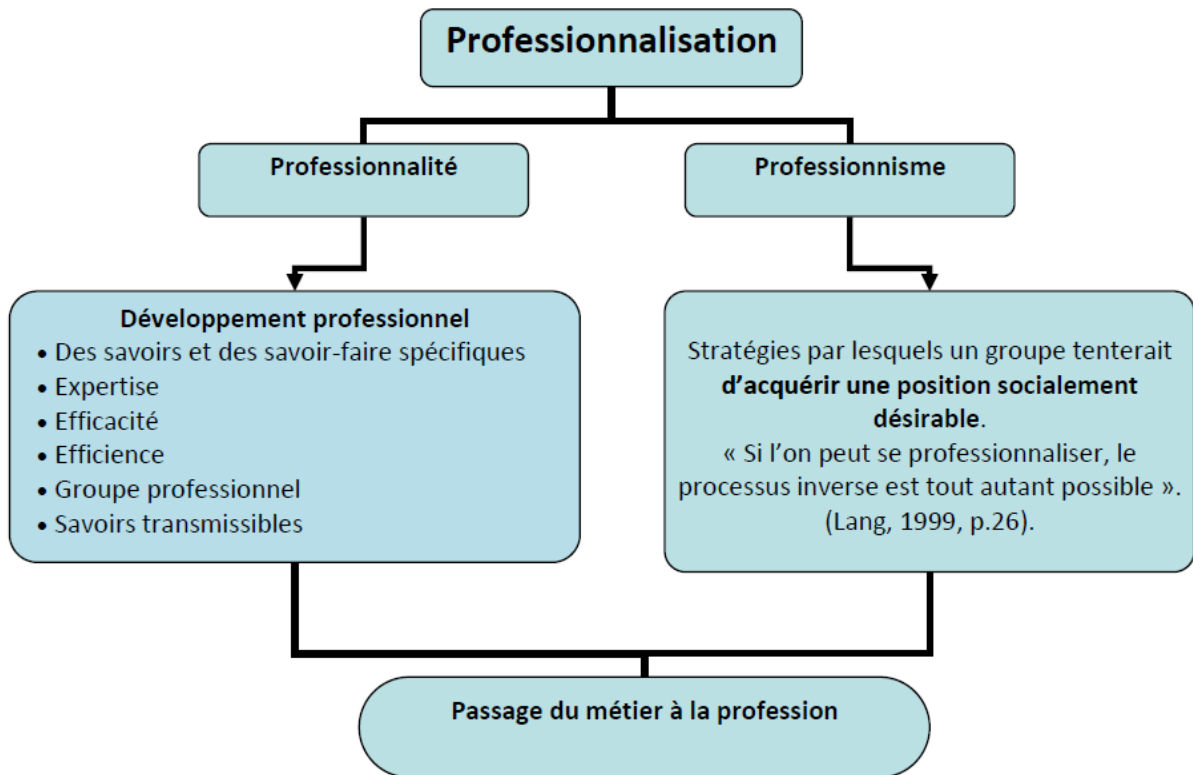 Professionnalisation
Professionnalité
Professionnisme
Développement professionnel
• Des savoirs et des savoir-faire spécifiques
• Expertise
• Efficacité
• Efficience
• Groupe professionnel
• Savoirs transmissibles
Stratégies par lesquels un groupe tenterait
d’acquérir une position socialement
désirable.
« Si l’on peut se professionnaliser, le
processus inverse est tout autant possible ».
(Lang, 1999, p.26).
Passage du métier à la profession